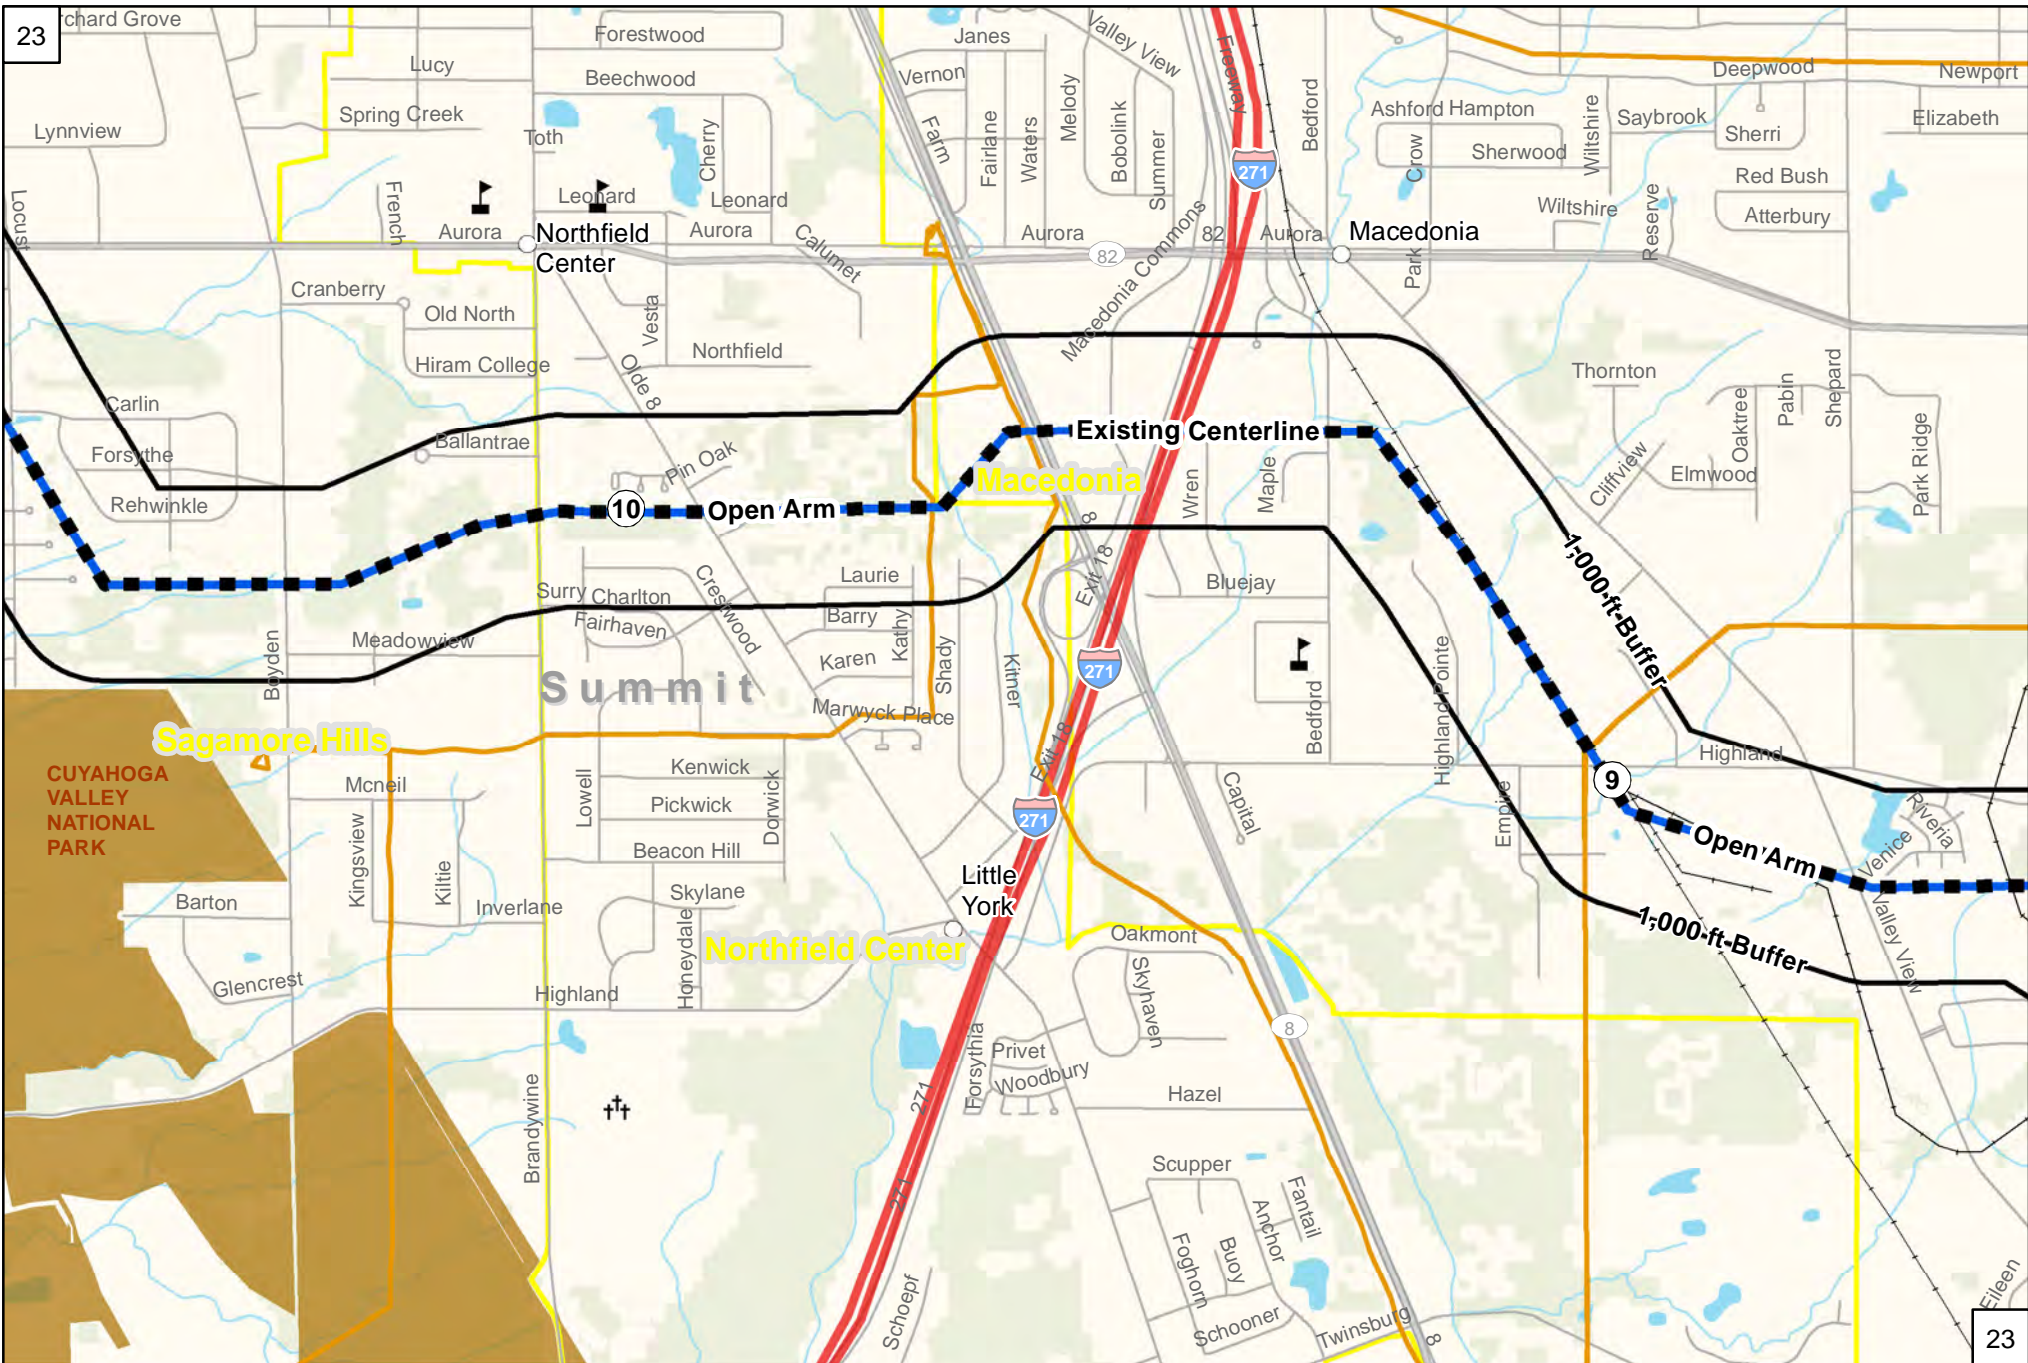 23
rchard Grove
Forestwood
Janes
Valley View
Freeway
Lucy
Beechwood
Vernon
Melody
Deepwood
Newport
Spring Creek
Lynnview
Toth
Cherry
Farm
Fairlane
Waters
Bobolink
Summer
Bedford
Ashford Hampton
Crow
Sherwood
Wiltshire
Saybrook
Sherri
Elizabeth
271
Locust
French
Leonard
Leonard
Red Bush
Atterbury
Wiltshire
Reserve
Aurora
Northfield
Center
Aurora
Calumet
Aurora
82
Macedonia Commons
82
Aurora
Macedonia
Park
Cranberry
Old North
Vesta
Hiram College
Olde 8
Northfield
Thornton
Oaktree
Pabin
Shepard
Carlin
Forsythe
Ballantrae
Rehwinkle
Pin Oak
10
Open Arm
Existing Centerline
Macedonia
Wren
Maple
Cliffview
Elmwood
Park Ridge
8
Exit 18
1,000-ft-Buffer
Surry
Charlton
Fairhaven
Crestwood
Laurie
Barry
Kathy
Karen
Shady
Kitner
Bluejay
Boyden
Meadowview
Summit
Marwyck Place
271
Bedford
Highland Pointe
Sagamore Hills
CUYAHOGA
VALLEY
NATIONAL
PARK
Mcneil
Kingsview
Kiltie
Lowell
Kenwick
Pickwick
Dorwick
Beacon Hill
Exit 18
271
Capital
Empire
Highland
9
Open Arm
Riveria
Venice
Barton
Inverlane
Skylane
Honeydale
Little
York
Northfield Center
Oakmont
1,000-ft-Buffer
Valley View
Glencrest
Highland
Skyhaven
8
Brandywine
Forsythia
Privet
Woodbury
271
Hazel
271
Scupper
Fantail
Anchor
Buoy
Foghorn
Schooner
Schoepf
Twinsburg
8
Eileen
23